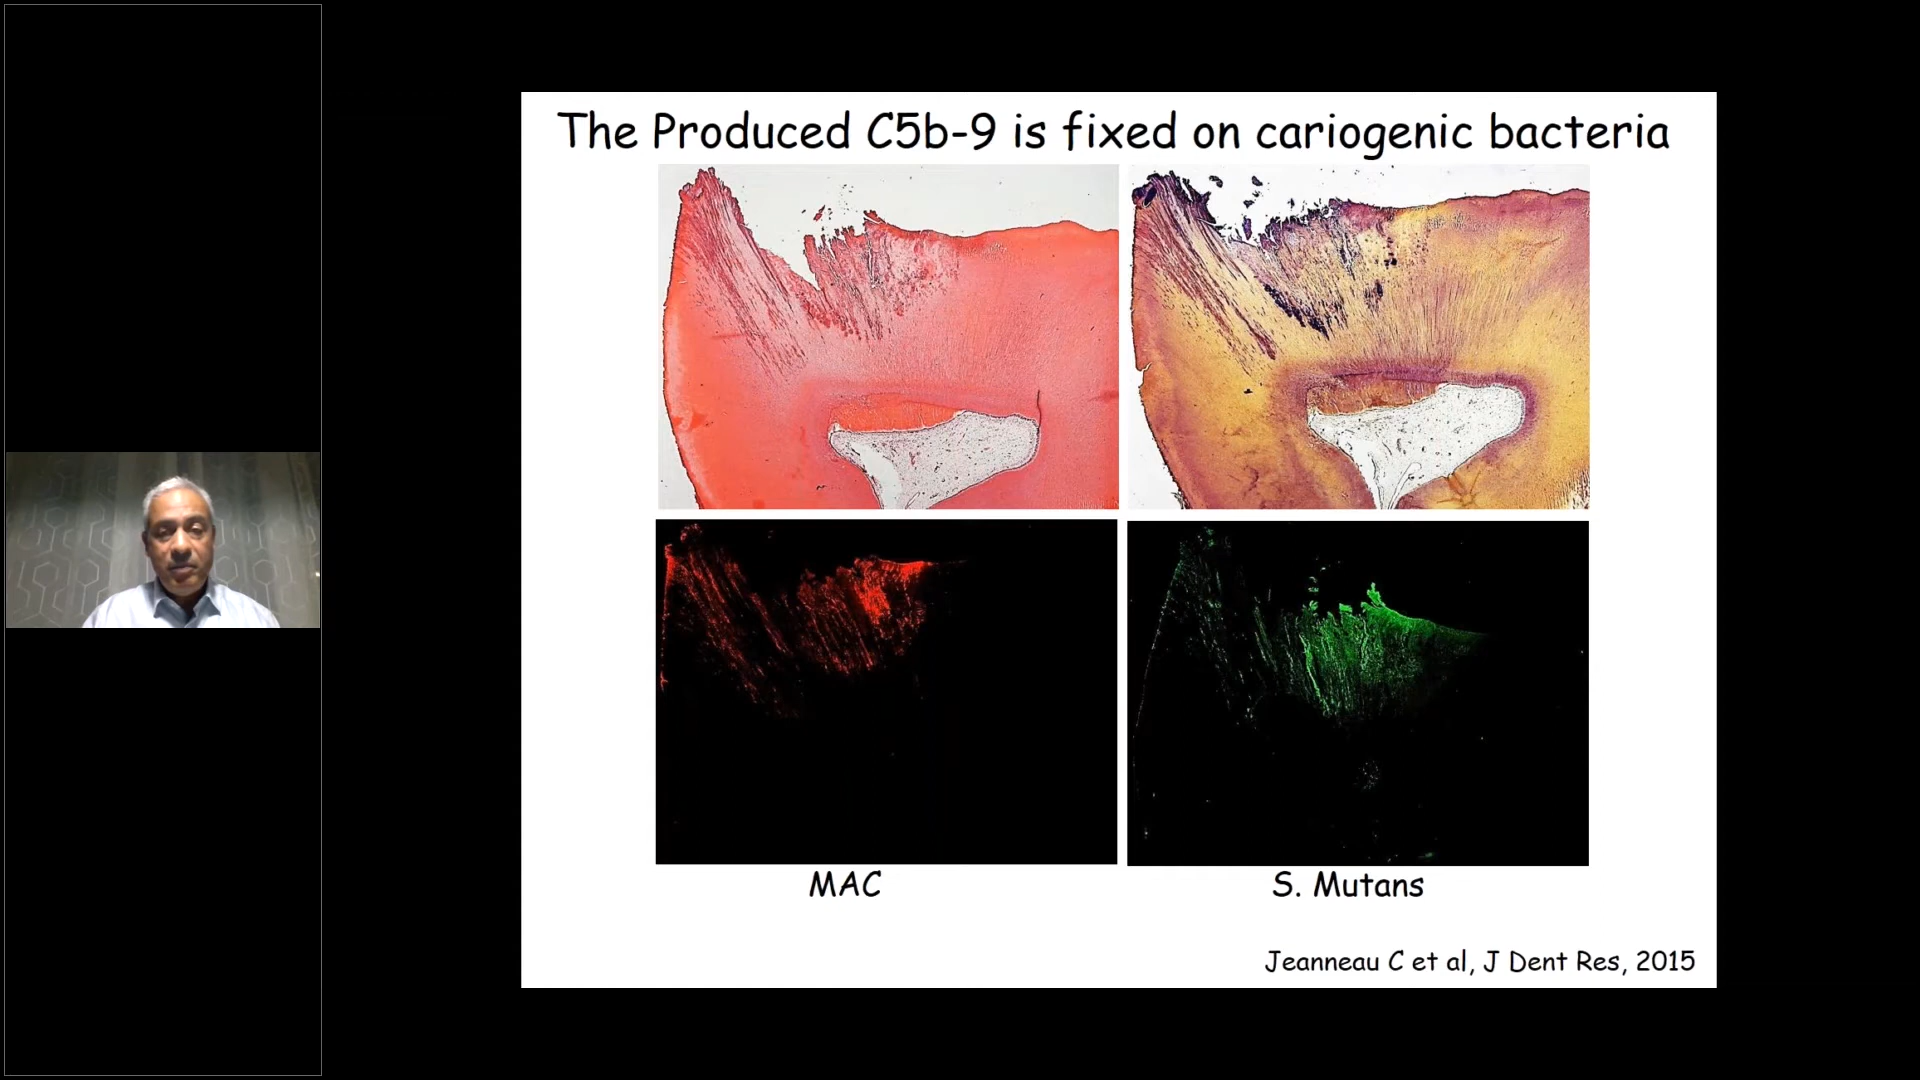 The Produced C5b-9 is fixed on cariogenic bacteria
MAC
S. Mutans
Jeanneau C et al, J Dent Res, 2015